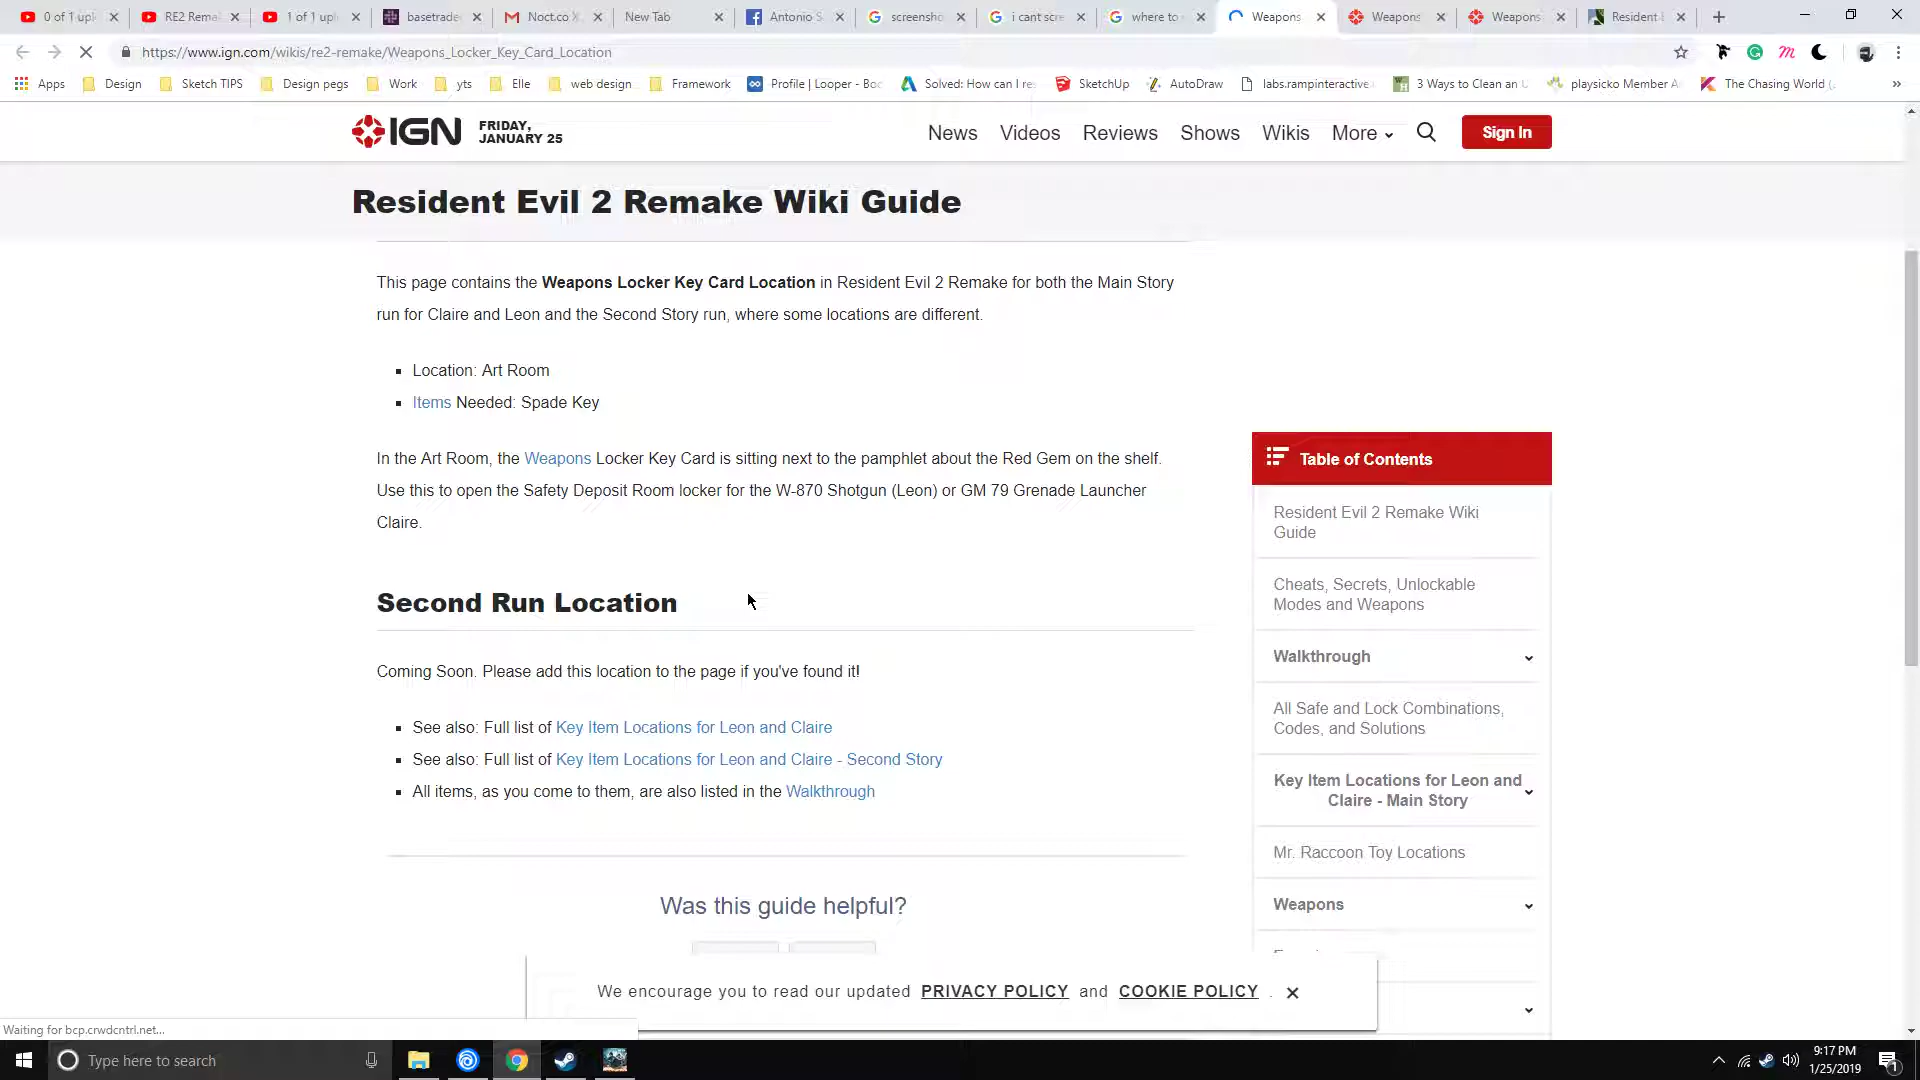 0 of 1 upl
RE2 Rema
1 of 1 upl
basetrade
Noct.co X
New Tab
Antonio S
screensho
i cant scre
where to
Weapons
Weapons
Weapons
Resident
https://www.ign.com/wikis/re2-remake/Weapons_Locker_Key_Card_Location
Apps
Design
Sketch TIPS
Design pegs
Work
yts
Elle
web design
Framework
Profile | Looper - Boo
Solved: How can I re
SketchUp
AutoDraw
labs.rampinteractive
3 Ways to Clean an
playsicko Member A
The Chasing World
IGN
FRIDAY,
JANUARY 25
News
Videos
Reviews
Shows
Wikis
More
Sign In
Resident Evil 2 Remake Wiki Guide
This page contains the Weapons Locker Key Card Location in Resident Evil 2 Remake for both the Main Story
run for Claire and Leon and the Second Story run, where some locations are different.
Location: Art Room
Items Needed: Spade Key
In the Art Room, the Weapons Locker Key Card is sitting next to the pamphlet about the Red Gem on the shelf.
Use this to open the Safety Deposit Room locker for the W-870 Shotgun (Leon) or GM 79 Grenade Launcher
Claire.
Second Run Location
Coming Soon. Please add this location to the page if you've found it!
See also: Full list of Key Item Locations for Leon and Claire
See also: Full list of Key Item Locations for Leon and Claire - Second Story
All items, as you come to them, are also listed in the Walkthrough
Was this guide helpful?
Table of Contents
Resident Evil 2 Remake Wiki
Guide
Cheats, Secrets, Unlockable
Modes and Weapons
Walkthrough
All Safe and Lock Combinations,
Codes, and Solutions
Key Item Locations for Leon and
Claire - Main Story
Mr. Raccoon Toy Locations
Weapons
We encourage you to read our updated PRIVACY POLICY and COOKIE POLICY .
Waiting for bcp.crwdcntrl.net...
Type here to search
9:17 PM
1/25/2019
1